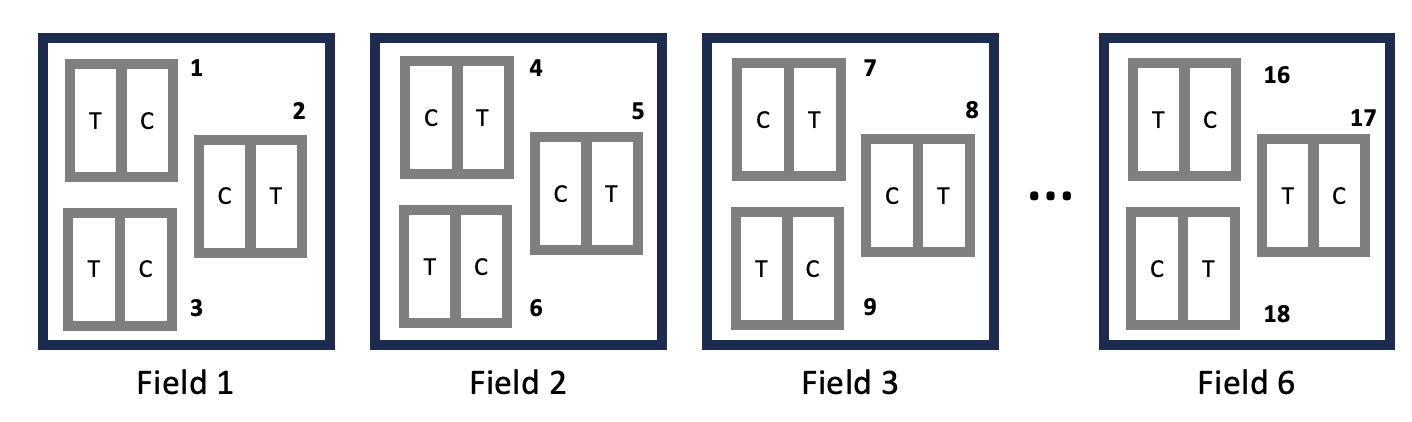 1
T C
2
C T
T C
3
Field 1
4
C T
5
C T
T C
6
Field 2
7
C T
8
C T
T C
9
Field 3
...
16
T C
17
T C
C T
18
Field 6